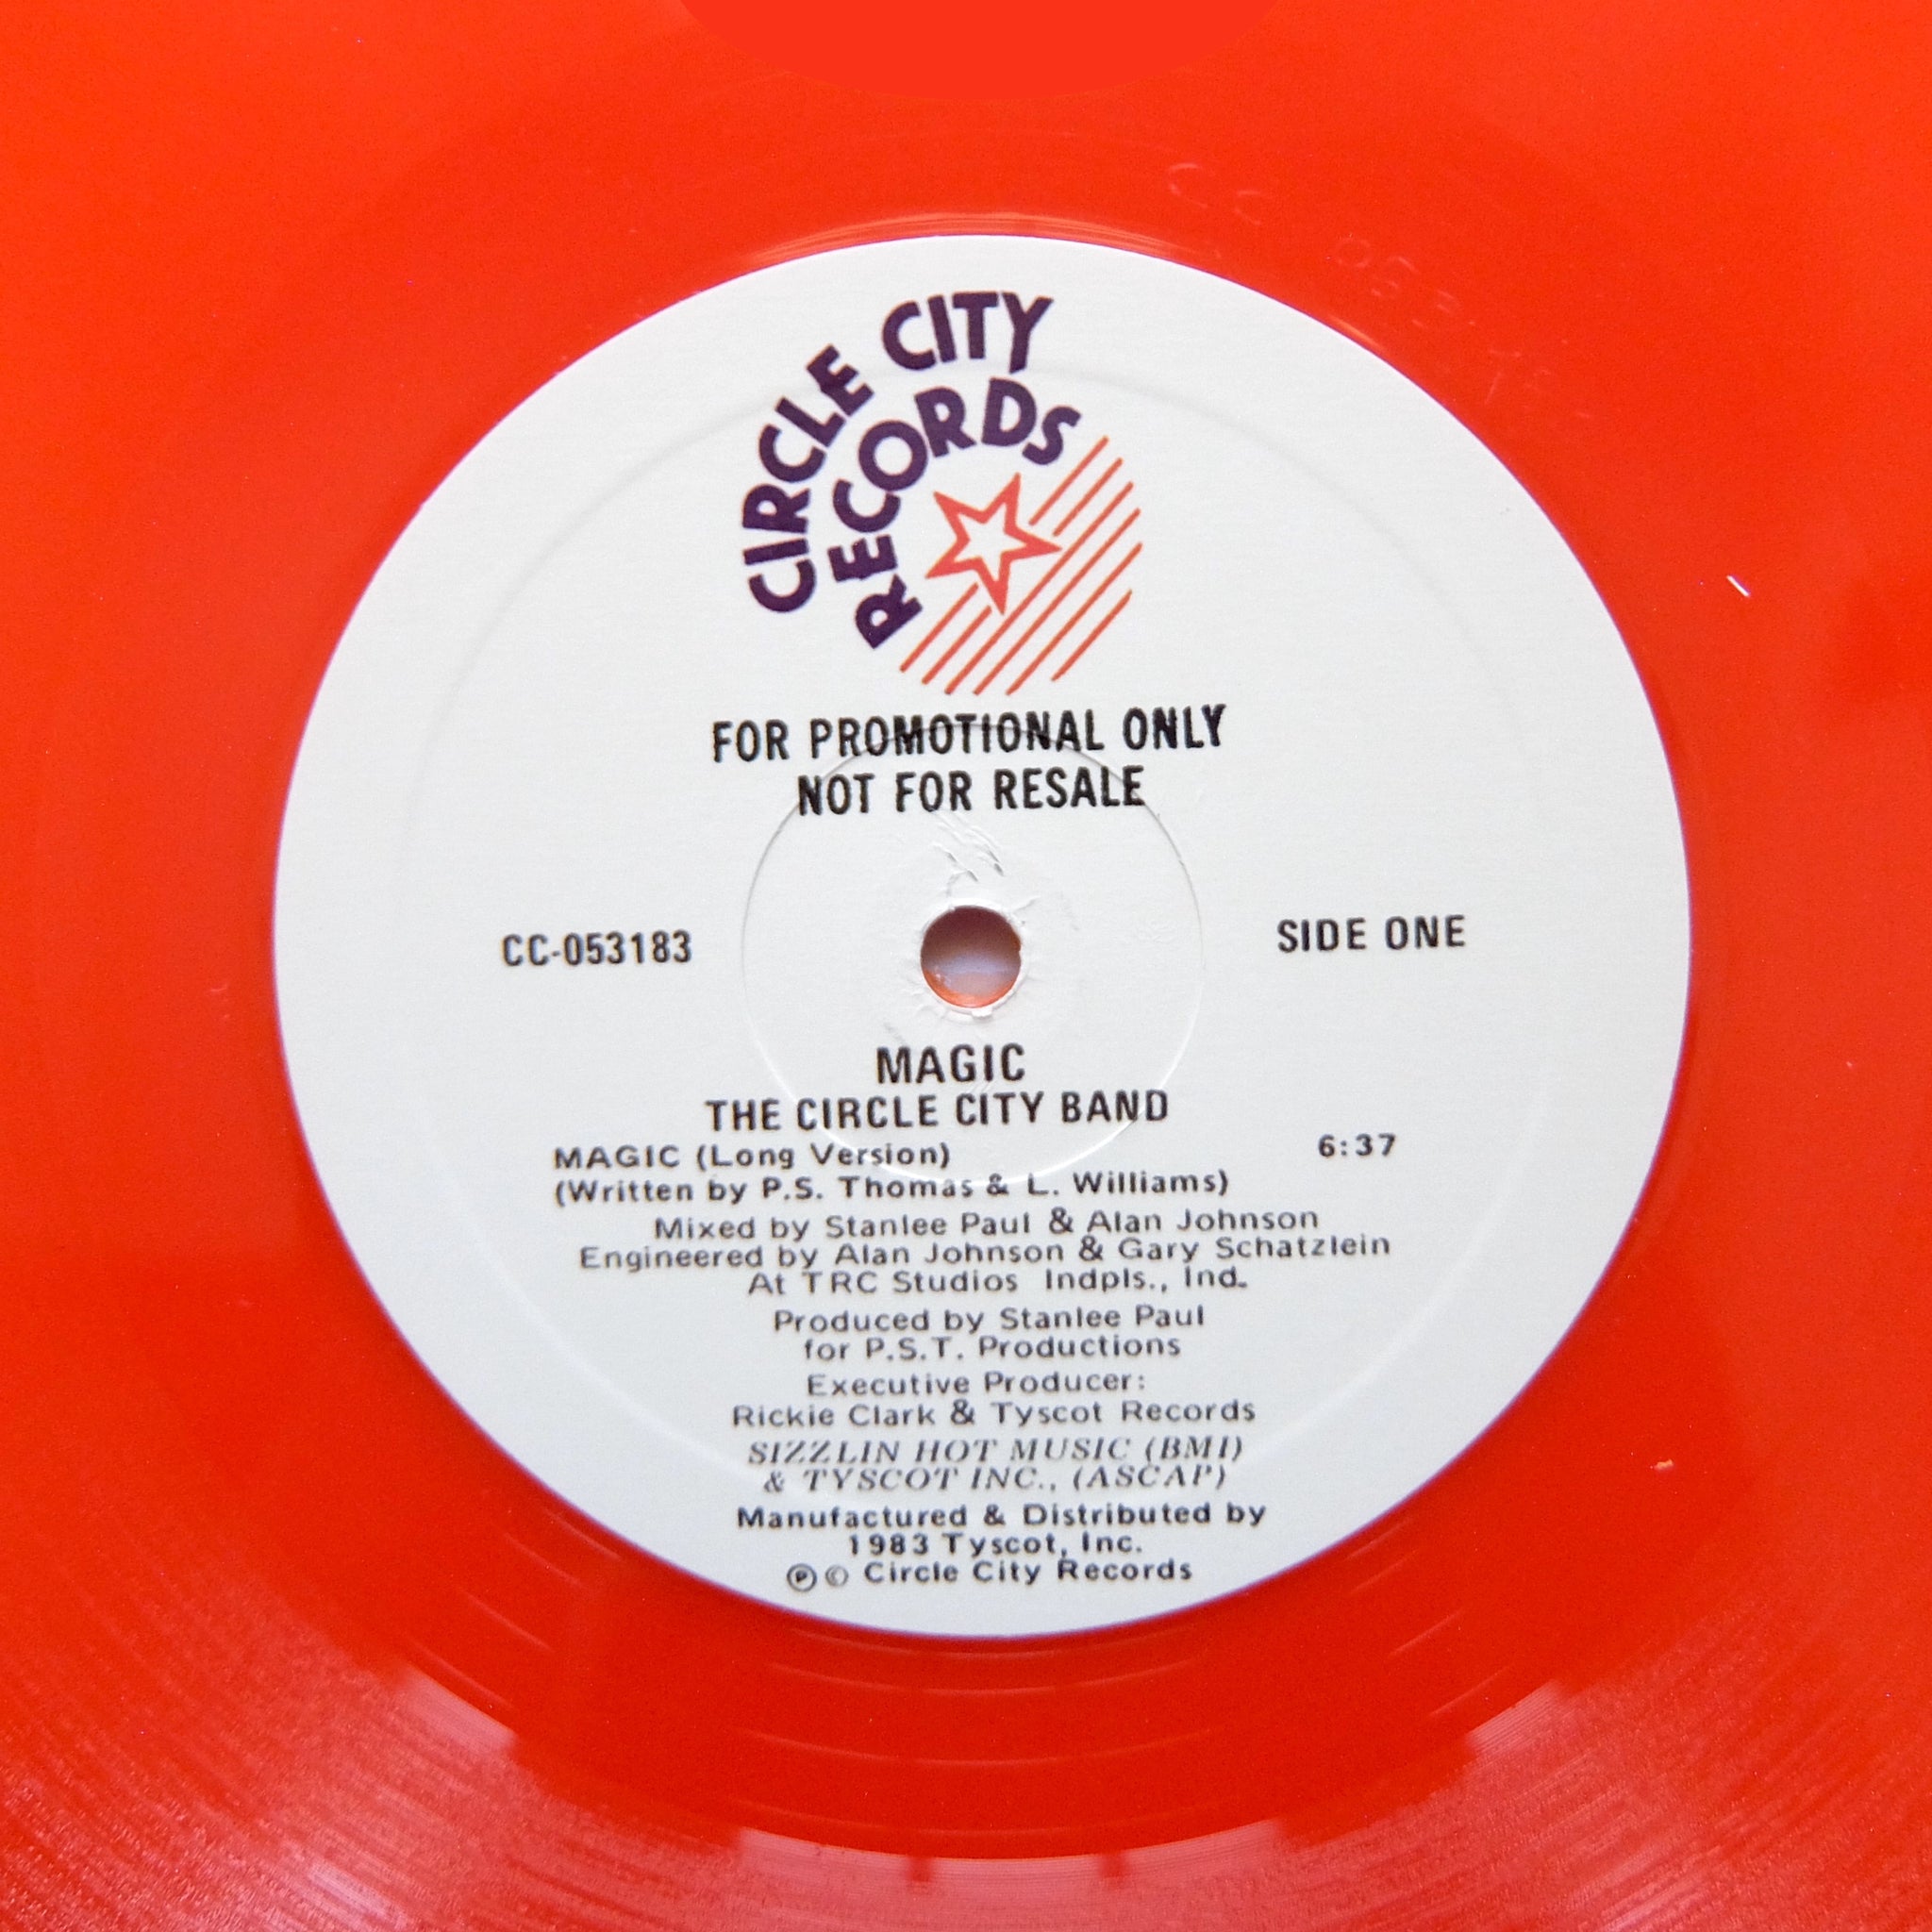 CIRCLE CITY
RECORDS
FOR PROMOTIONAL ONLY
NOT FOR RESALE
CC-053183
SIDE ONE
MAGIC
THE CIRCLE CITY BAND
MAGIC (Long Version) 6:37
(Written by P.S. Thomas & L. Williams)
Mixed by Stanlee Paul & Alan Johnson
Engineered by Alan Johnson & Gary Schatzlein
At TRC Studios Indpls., Ind.
Produced by Stanlee Paul
for P.S.T. Productions
Executive Producer:
Rickie Clark & Tyscot Records
SIZZLIN HOT MUSIC (BMI)
& TYSCOT INC., (ASCAP)
Manufactured & Distributed by
1983 Tyscot, Inc.
℗ © Circle City Records